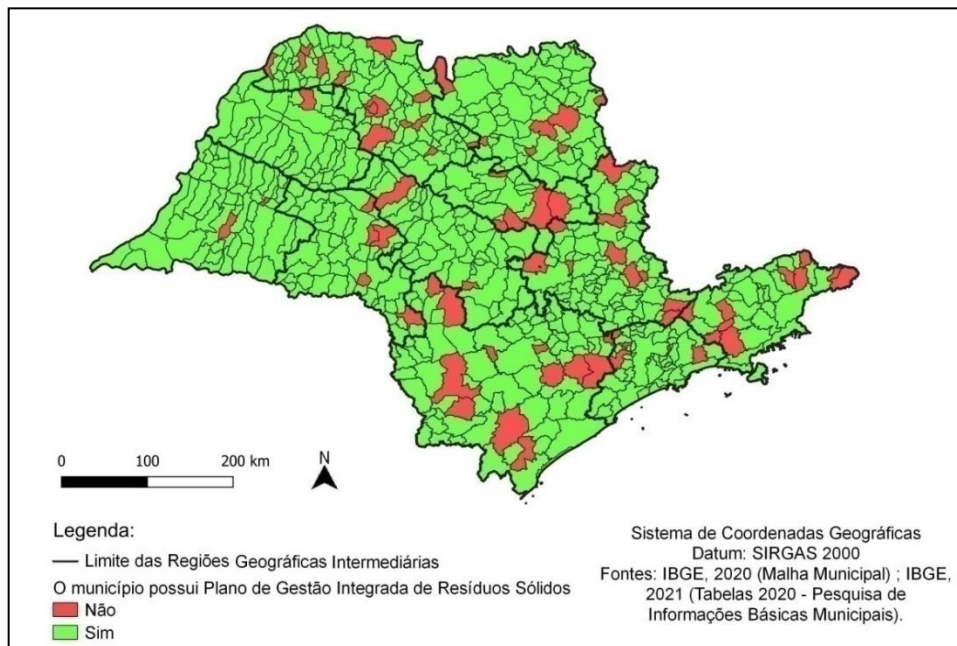 0 100 200 km
N
Legenda:
Limite das Regiões Geográficas Intermediárias
O município possui Plano de Gestão Integrada de Resíduos Sólidos
Não
Sim
Sistema de Coordenadas Geográficas
Datum: SIRGAS 2000
Fontes: IBGE, 2020 (Malha Municipal) ; IBGE,
2021 (Tabelas 2020 - Pesquisa de
Informações Básicas Municipais).